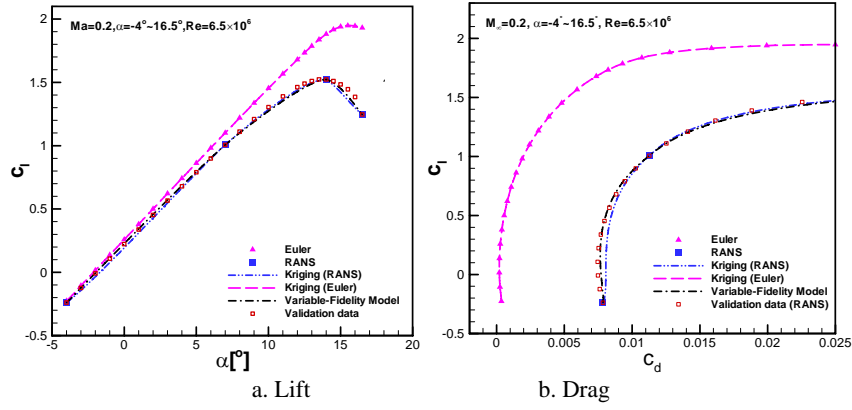 Ma=0.2,α=-4°~16.5°,Re=6.5×10⁶
c_l
2
1.5
1
0.5
0
-0.5
-5
0
5
10
15
20
α[°]
Euler
RANS
Kriging (RANS)
Kriging (Euler)
Variable-Fidelity Model
Validation data
a. Lift
M_∞=0.2, α=-4°~16.5°, Re=6.5×10⁶
c_l
2
1.5
1
0.5
0
-0.5
0
0.005
0.01
0.015
0.02
0.025
c_d
Euler
RANS
Kriging (RANS)
Kriging (Euler)
Variable-Fidelity Model
Validation data (RANS)
b. Drag